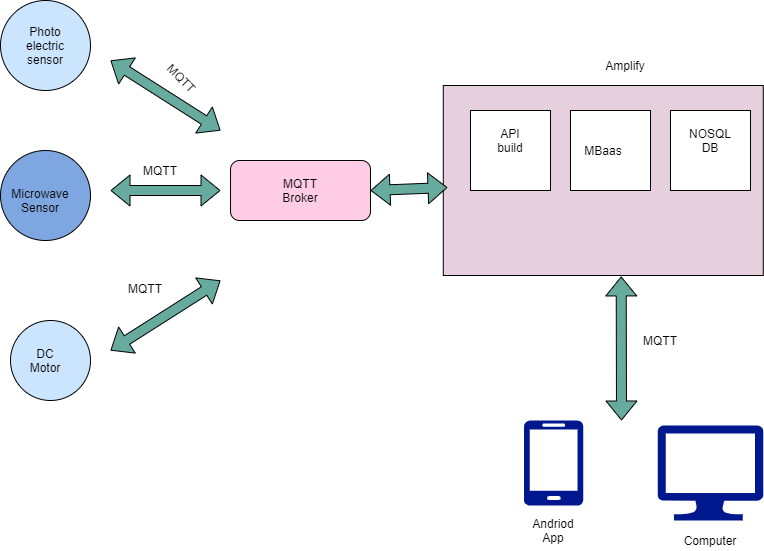 Photo
electric
sensor
MQTT
Amplify
API
build
MBaas
NOSQL
DB
Microwave
Sensor
MQTT
MQTT
Broker
MQTT
DC
Motor
MQTT
Andriod
App
Computer